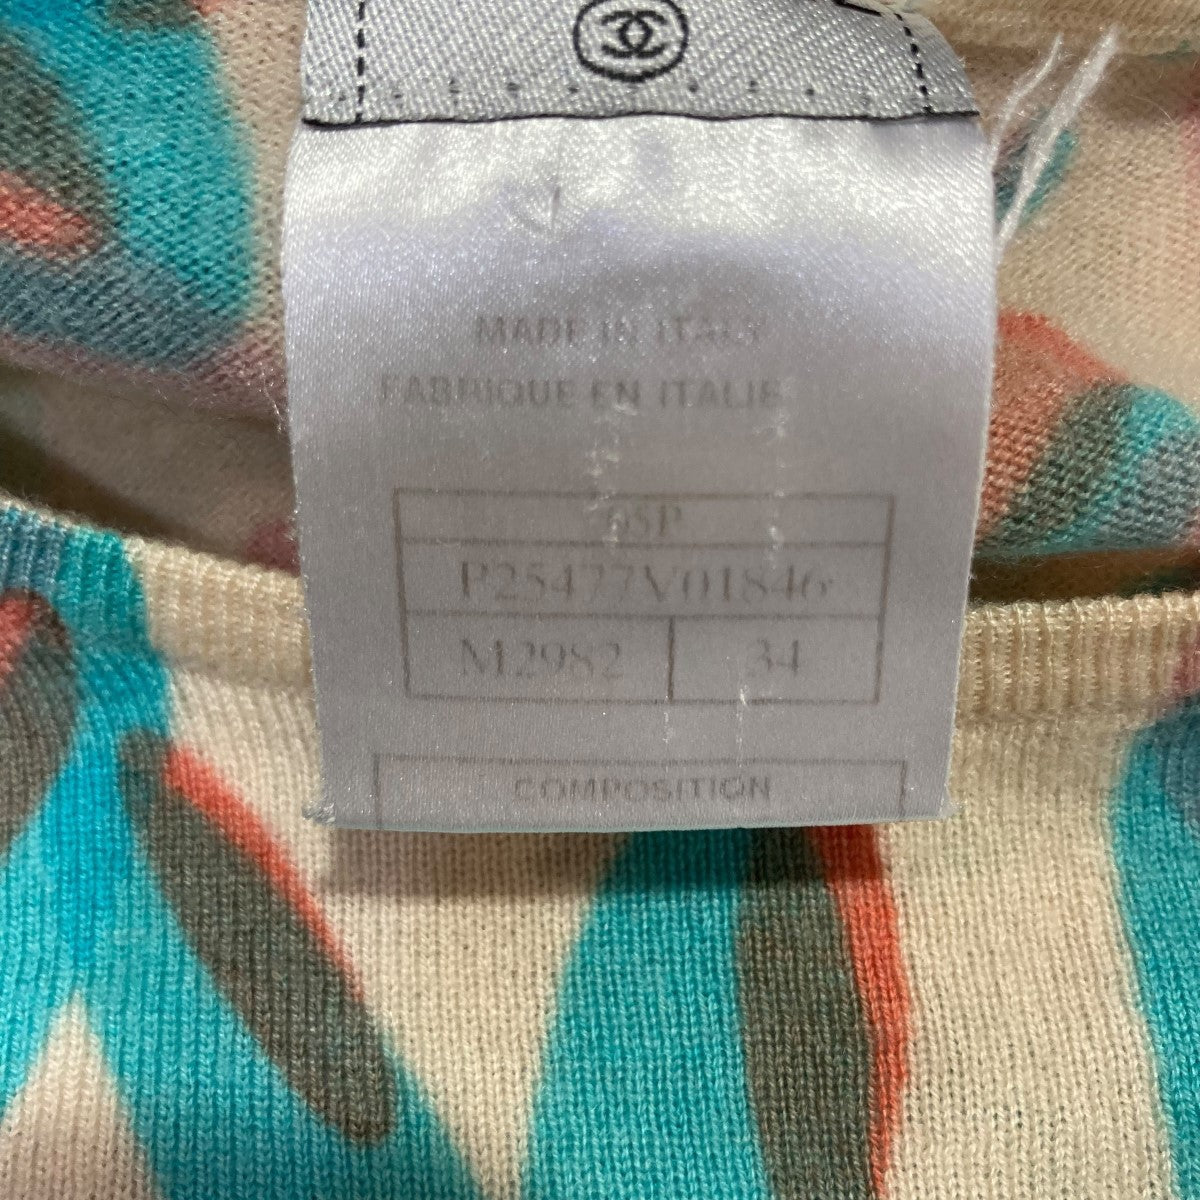 MADE IN ITALY
FABRIQUE EN ITALIE
05P
P25477V01846
M2982 34
COMPOSITION